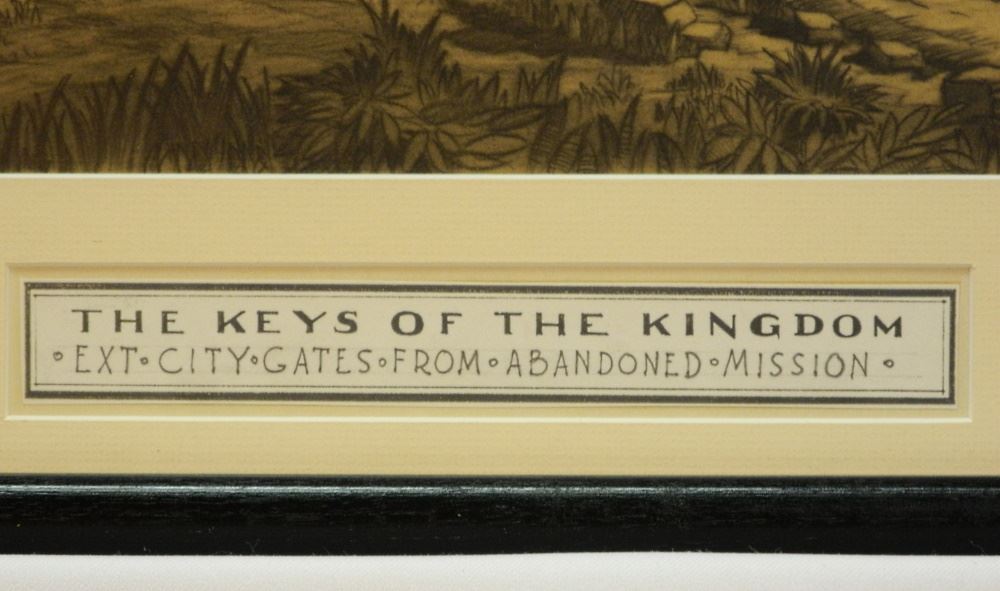 THE KEYS OF THE KINGDOM
∘ EXT∘CITY∘GATES∘FROM∘ABANDONED∘MISSION ∘